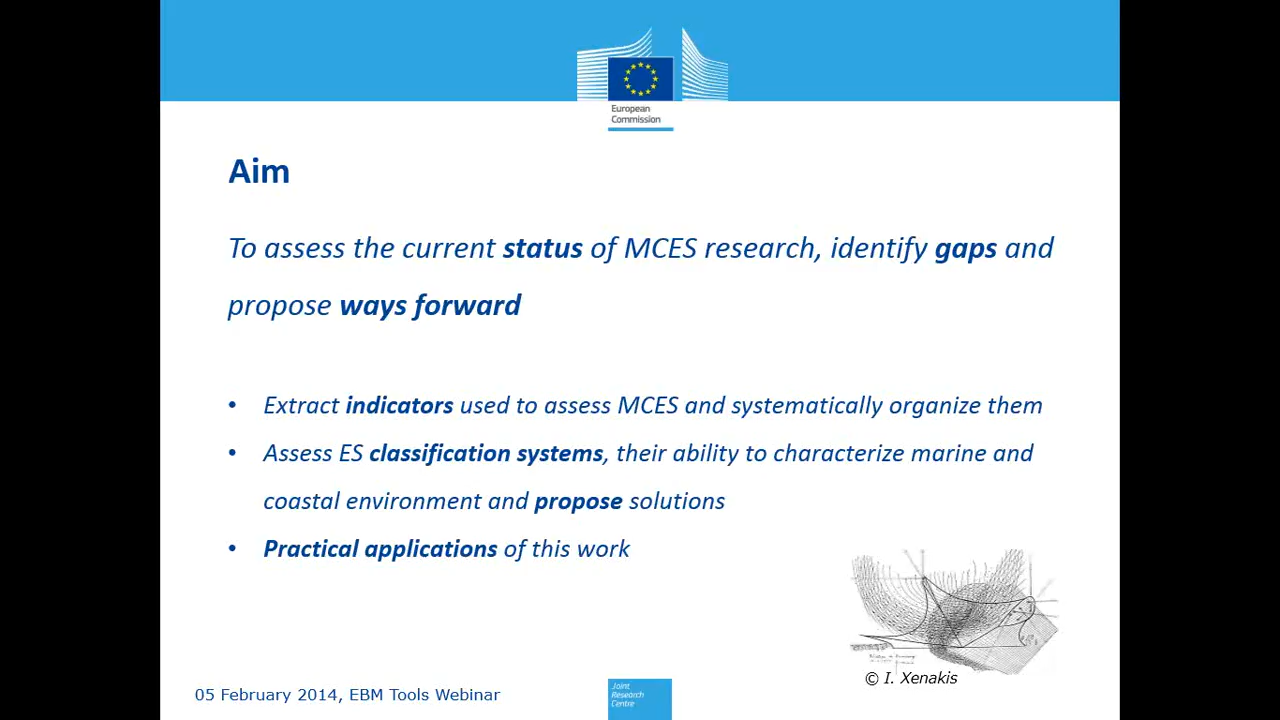 European
Commission
Aim
To assess the current status of MCES research, identify gaps and
propose ways forward
• Extract indicators used to assess MCES and systematically organize them
• Assess ES classification systems, their ability to characterize marine and
coastal environment and propose solutions
• Practical applications of this work
© I. Xenakis
05 February 2014, EBM Tools Webinar
Joint
Research
Centre